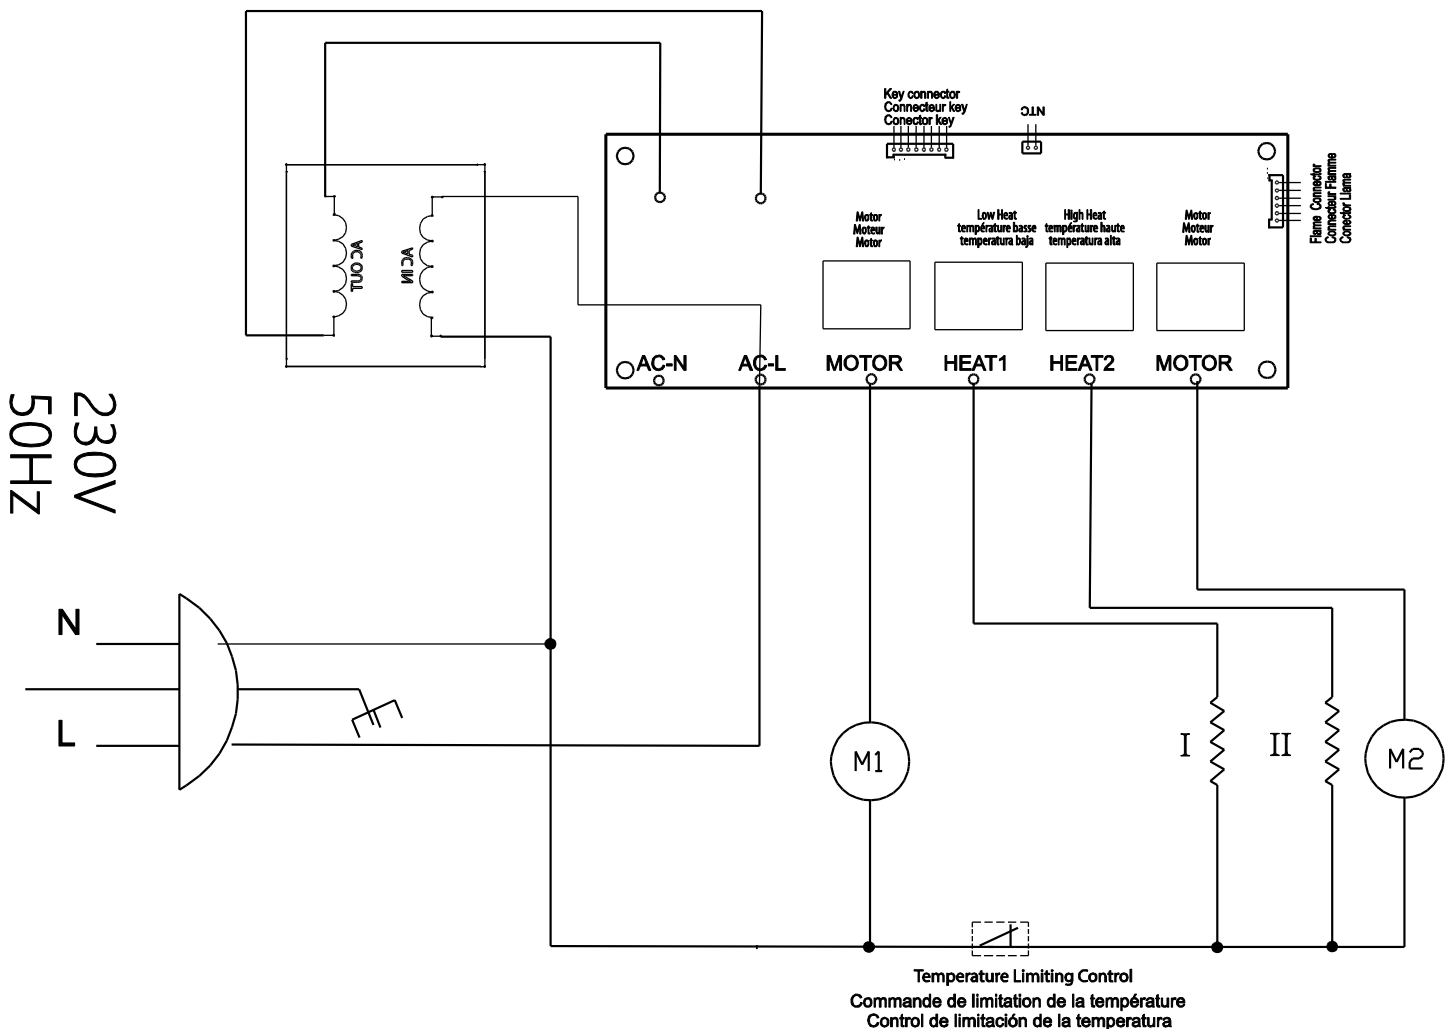 Key connector
Connecteur key
Conector key
NTC
Flame Connector
Connecteur Flamme
Conector Llama
Motor
Moteur
Motor
Low Heat
température basse
temperatura baja
High Heat
température haute
temperatura alta
Motor
Moteur
Motor
AC OUT
AC IN
AC-N
AC-L
MOTOR
HEAT1
HEAT2
MOTOR
230V
50Hz
N
L
M1
I
II
M2
Temperature Limiting Control
Commande de limitation de la température
Control de limitación de la temperatura